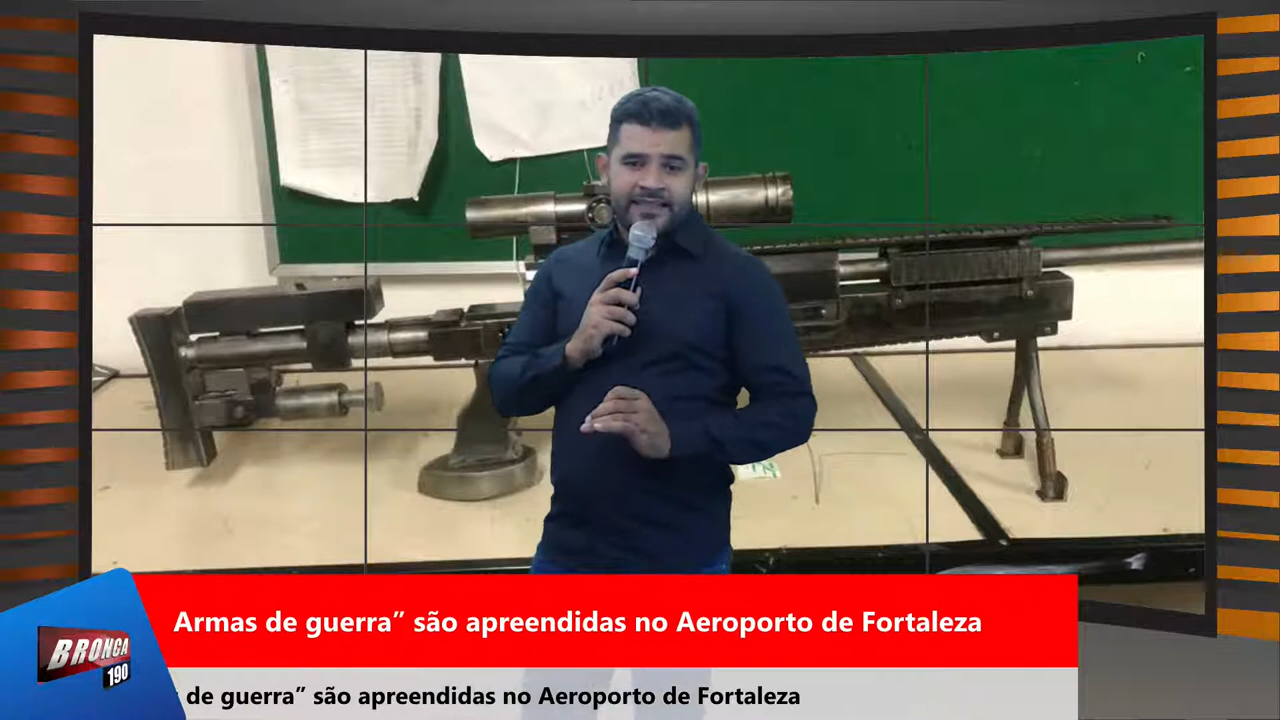 Armas de guerra” são apreendidas no Aeroporto de Fortaleza
BRONCA
190
de guerra” são apreendidas no Aeroporto de Fortaleza